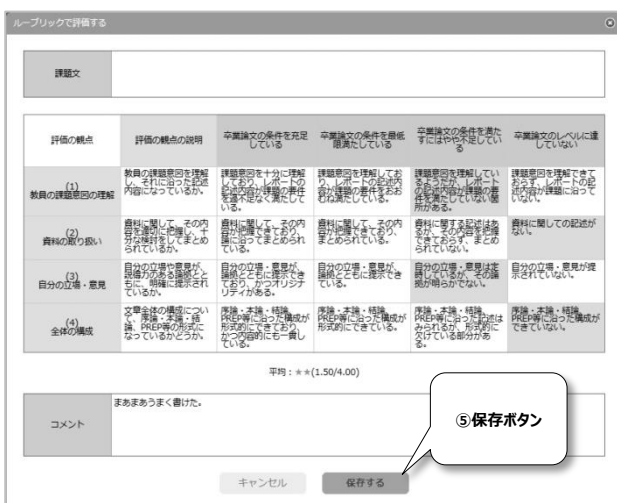 ルーブリックで評価する
課題文
評価の観点
評価の観点の説明
卒業論文の条件を充足
している
卒業論文の条件を最低
限満たしている
卒業論文の条件を満た
すにはやや不足してい
る
卒業論文のレベルに達
していない
(1)
教員の課題意図の理解
教員の課題意図を理解
し、それに沿った記述
内容になっているか。
課題意図を十分に理解
しており、レポートの
記述内容が課題の要件
を過不足なく満たして
いる。
課題意図を理解してお
り、レポートの記述内
容が課題の要件をおお
むね満たしている。
課題意図を理解してい
るようだが、レポート
の記述内容が課題の要
件を満たしていない箇
所がある。
課題意図を理解できて
おらず、レポートの記
述内容が課題に沿って
いない。
(2)
資料の取り扱い
資料に関して、その内
容を適切に把握し、十
分な検討をしてまとめ
られているか。
資料に関して、その内
容が把握できており、
論に沿ってまとめられ
ている。
資料に関して、その内
容が把握できており、
まとめられている。
資料に関する記述はあ
るが、その内容を把握
できておらず、まとめ
られていない。
資料に関しての記述が
ない。
(3)
自分の立場・意見
自分の立場や意見が、
説得力のある論拠とと
もに、明確に提示され
ているか。
自分の立場・意見が、
論拠とともに提示でき
ており、かつオリジナ
リティがある。
自分の立場・意見が、
論拠とともに提示でき
ている。
自分の立場・意見は提
示しているが、その論
拠が明らかでない。
自分の立場・意見が提
示されていない。
(4)
全体の構成
文章全体の構成につい
て、序論・本論・結
論、PREP等の形式に
なっているかどうか。
序論・本論・結論、
PREP等に沿った構成が
形式的にできており、
かつ内容的にも一貫し
ている。
序論・本論・結論、
PREP等に沿った構成が
形式的にできている。
序論・本論・結論、
PREP等に沿った記述は
みられるが、形式的に
欠けている部分があ
る。
序論・本論・結論、
PREP等に沿った構成が
できていない。
平均：★★(1.50/4.00)
コメント
まあまあうまく書けた。
⑤保存ボタン
キャンセル
保存する